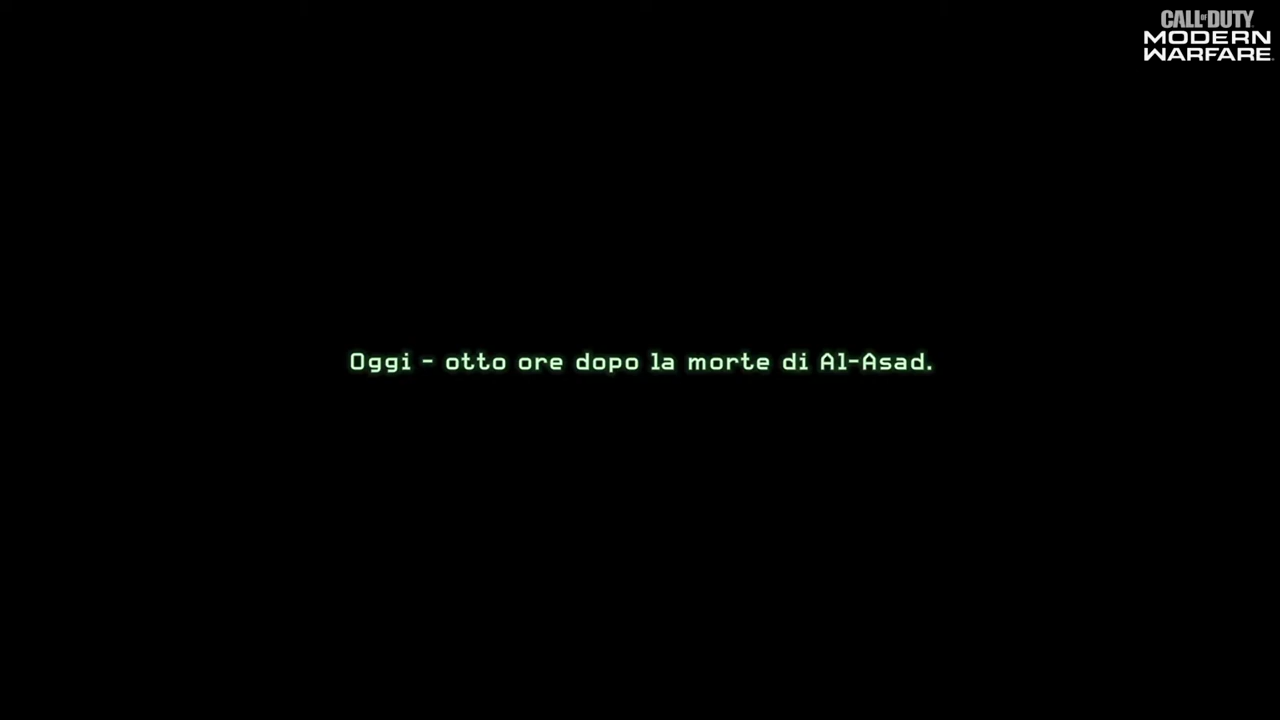 CALL OF DUTY
MODERN
WARFARE
Oggi - otto ore dopo la morte di Al-Asad.